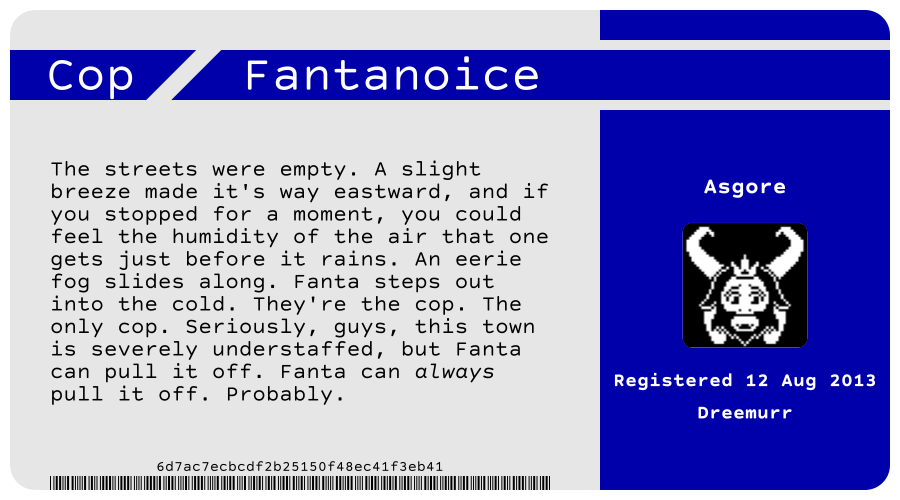 Cop Fantanoice
The streets were empty. A slight
breeze made it's way eastward, and if
you stopped for a moment, you could
feel the humidity of the air that one
gets just before it rains. An eerie
fog slides along. Fanta steps out
into the cold. They're the cop. The
only cop. Seriously, guys, this town
is severely understaffed, but Fanta
can pull it off. Fanta can always
pull it off. Probably.
6d7ac7ecbcdf2b25150f48ec41f3eb41
Asgore
Registered 12 Aug 2013
Dreemurr